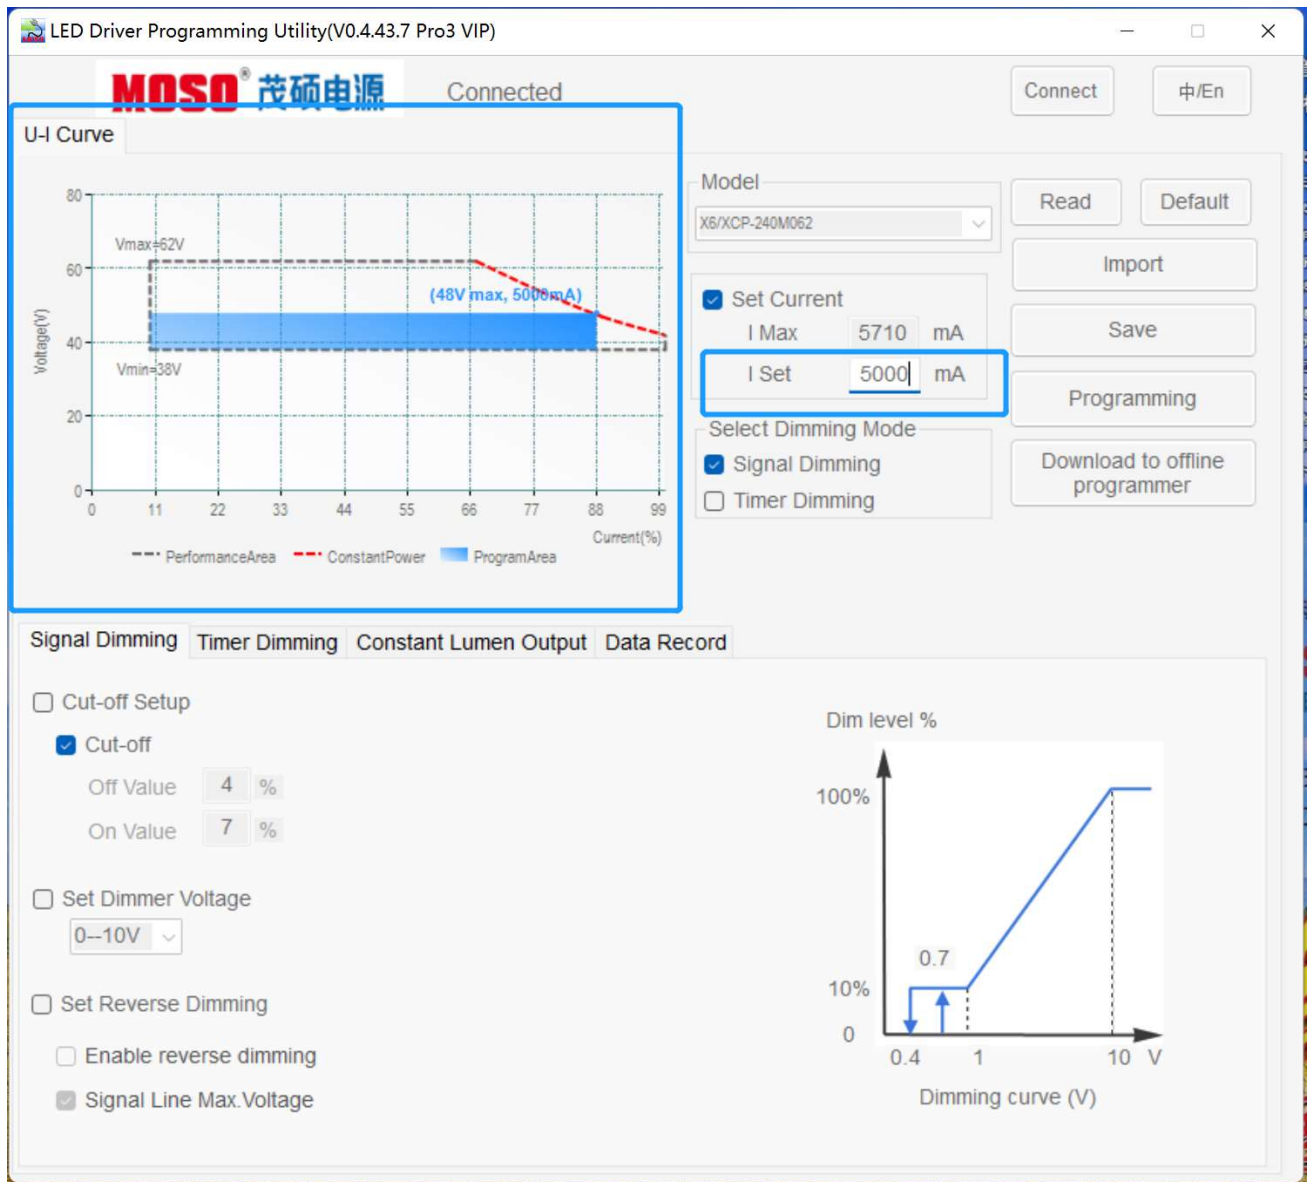 LED Driver Programming Utility(V0.4.43.7 Pro3 VIP)
MOSO® 茂硕电源
Connected
Connect
中/En
U-I Curve
80
60
40
20
0
Voltage(V)
Vmax=62V
(48V max, 5000mA)
Vmin=38V
0 11 22 33 44 55 66 77 88 99
Current(%)
PerformanceArea ConstantPower ProgramArea
Model
X6/XCP-240M062
Set Current
I Max 5710 mA
I Set 5000 mA
Select Dimming Mode
Signal Dimming
Timer Dimming
Read
Default
Import
Save
Programming
Download to offline
programmer
Signal Dimming Timer Dimming Constant Lumen Output Data Record
Cut-off Setup
Cut-off
Off Value 4 %
On Value 7 %
Set Dimmer Voltage
0--10V
Set Reverse Dimming
Enable reverse dimming
Signal Line Max.Voltage
Dim level %
100%
0.7
10%
0
0.4 1 10 V
Dimming curve (V)